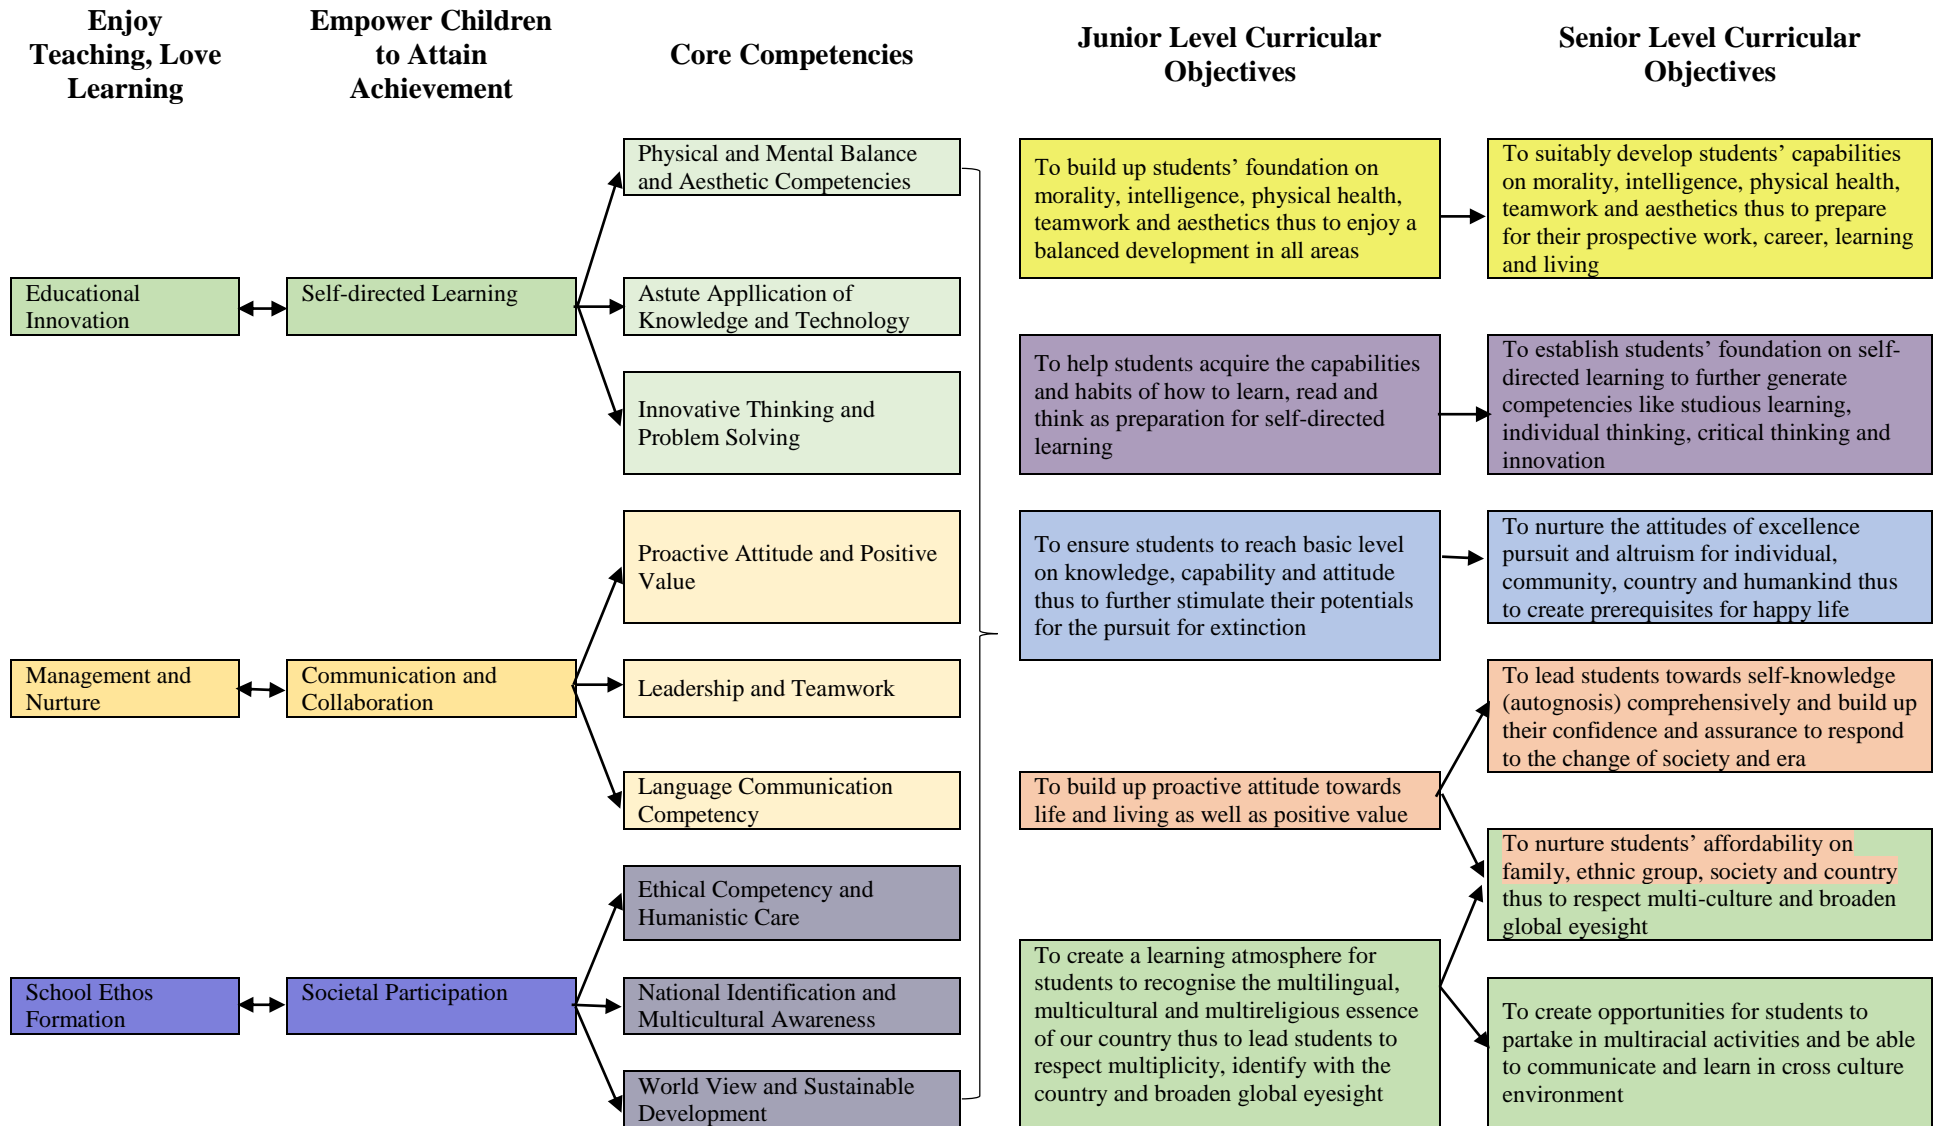 Enjoy
Teaching, Love
Learning
Empower Children
to Attain
Achievement
Core Competencies
Junior Level Curricular
Objectives
Senior Level Curricular
Objectives
Educational
Innovation
Self-directed Learning
Physical and Mental Balance
and Aesthetic Competencies
Astute Appllication of
Knowledge and Technology
Innovative Thinking and
Problem Solving
Management and
Nurture
Communication and
Collaboration
Proactive Attitude and Positive
Value
Leadership and Teamwork
Language Communication
Competency
School Ethos
Formation
Societal Participation
Ethical Competency and
Humanistic Care
National Identification and
Multicultural Awareness
World View and Sustainable
Development
To build up students’ foundation on
morality, intelligence, physical health,
teamwork and aesthetics thus to enjoy a
balanced development in all areas
To suitably develop students’ capabilities
on morality, intelligence, physical health,
teamwork and aesthetics thus to prepare
for their prospective work, career, learning
and living
To help students acquire the capabilities
and habits of how to learn, read and
think as preparation for self-directed
learning
To establish students’ foundation on self-
directed learning to further generate
competencies like studious learning,
individual thinking, critical thinking and
innovation
To ensure students to reach basic level
on knowledge, capability and attitude
thus to further stimulate their potentials
for the pursuit for extinction
To nurture the attitudes of excellence
pursuit and altruism for individual,
community, country and humankind thus
to create prerequisites for happy life
To build up proactive attitude towards
life and living as well as positive value
To lead students towards self-knowledge
(autognosis) comprehensively and build up
their confidence and assurance to respond
to the change of society and era
To nurture students’ affordability on
family, ethnic group, society and country
thus to respect multi-culture and broaden
global eyesight
To create a learning atmosphere for
students to recognise the multilingual,
multicultural and multireligious essence
of our country thus to lead students to
respect multiplicity, identify with the
country and broaden global eyesight
To create opportunities for students to
partake in multiracial activities and be able
to communicate and learn in cross culture
environment